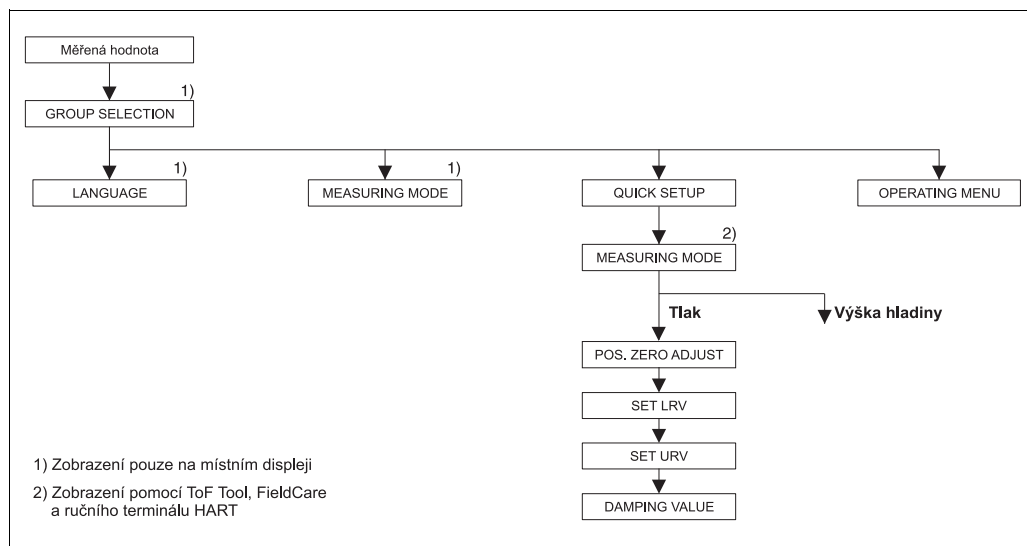 Měřená hodnota
1)
GROUP SELECTION
1)
LANGUAGE
1)
MEASURING MODE
QUICK SETUP
OPERATING MENU
2)
MEASURING MODE
Tlak
Výška hladiny
POS. ZERO ADJUST
SET LRV
SET URV
DAMPING VALUE
1) Zobrazení pouze na místním displeji
2) Zobrazení pomocí ToF Tool, FieldCare
a ručního terminálu HART